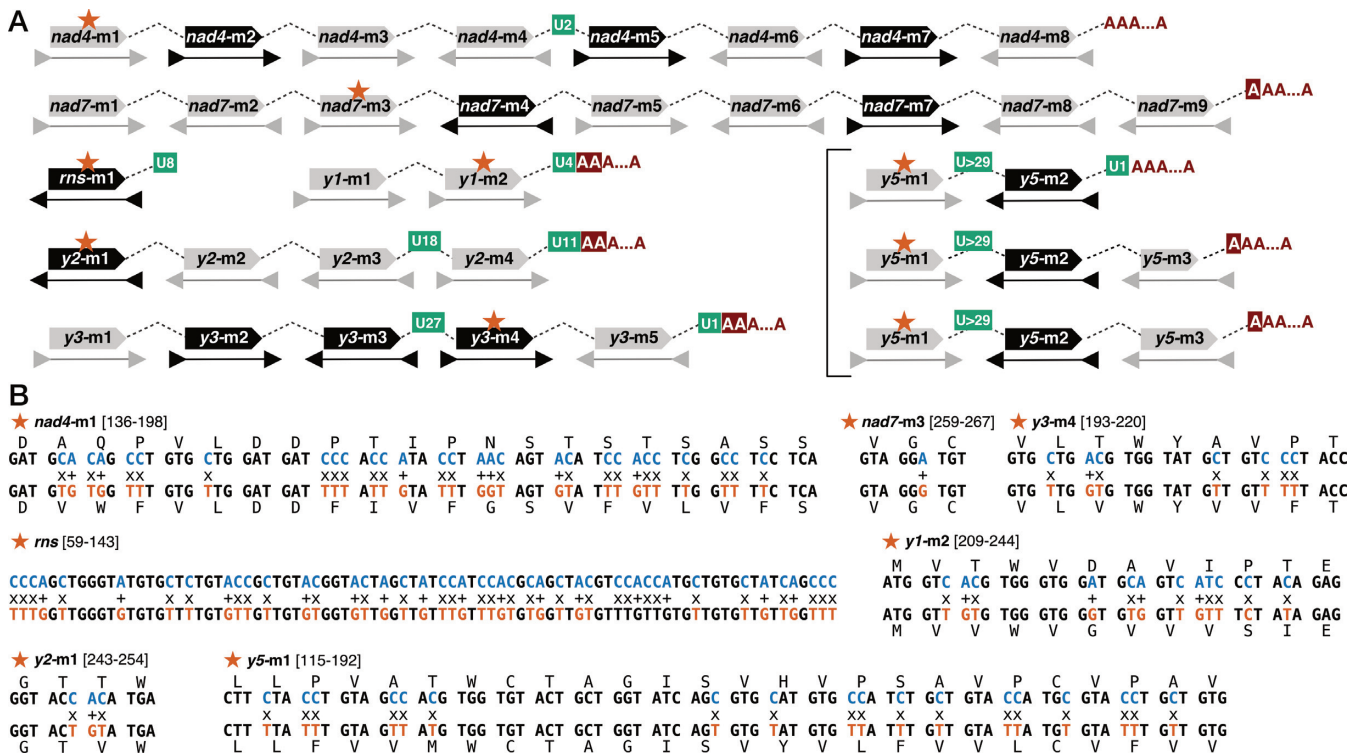 A
nad4-m1 nad4-m2 nad4-m3 nad4-m4 U2 nad4-m5 nad4-m6 nad4-m7 nad4-m8 AAA...A
nad7-m1 nad7-m2 nad7-m3 nad7-m4 nad7-m5 nad7-m6 nad7-m7 nad7-m8 nad7-m9 AAA...A
rns-m1 U8 y1-m1 y1-m2 U4 AAA...A
y5-m1 U>29 y5-m2 U1 AAA...A
y2-m1 y2-m2 U18 y2-m3 y2-m4 U11 AAA...A
y5-m1 U>29 y5-m2 y5-m3 AAA...A
y3-m1 y3-m2 y3-m3 U27 y3-m4 y3-m5 U1 AAA...A
y5-m1 U>29 y5-m2 y5-m3 AAA...A
B
nad4-m1 [136-198]
D A Q P V L D D P T I P N S T S T S A S S
GAT GCA CAG CCT GTG CTG GAT GAT CCC ACC ATA CCT AAC AGT ACA TCC ACC TCG GCC TCC TCA
x+ x+ xx x xxx xx + xx ++x +x xx +xx x xx x
GAT GTG TGG TTT GTG TTG GAT GAT TTT ATT GTA TTT GGT AGT GTA TTT GTT TTG GTT TTC TCA
D V W F V L D D F I V F G S V F V L V F S
nad7-m3 [259-267]
V G C
GTA GGA TGT
+
GTA GGG TGT
V G C
y3-m4 [193-220]
V L T W Y A V P T
GTG CTG ACG TGG TAT GCT GTC CCT ACC
x +x x x xx
GTG TTG GTG TGG TAT GTT GTT TTT ACC
V L V W Y V V F T
rns [59-143]
CCCAGCTGGGTATGTGCTCTGTACCGCTGTACGGTACTAGCTATCCATCCACGCAGCTACGTCCACCATGCTGTGCTATCAGCCC
TTTGGTTGGGTGTGTGTTTTGTGTTGTTGTGTGGTGTTGGTTGTTTGTTTGTGTGGTTGTGTTTGTTGTGTTGTGTTGTTGGTTT
y1-m2 [209-244]
M V T W V D A V I P T E
ATG GTC ACG TGG GTG GAT GCA GTC ATC CCT ACA GAG
x +x + x+ x +xx x x
ATG GTT GTG TGG GTG GGT GTG GTT GTT TCT ATA GAG
M V V W V G V V V S I E
y2-m1 [243-254]
G T T W
GGT ACC ACA TGA
x +x
GGT ACT GTA TGA
G T V W
y5-m1 [115-192]
L L P V A T W C T A G I S V H V P S A V P C V P A V
CTT CTA CCT GTA GCC ACG TGG TGT ACT GCT GGT ATC AGC GTG CAT GTG CCA TCT GCT GTA CCA TGC GTA CCT GCT GTG
x xx xx x x x xx x x xx x xx x
CTT TTA TTT GTA GTT ATG TGG TGT ACT GCT GGT ATC AGT GTG TAT GTG TTA TTT GTT GTA TTA TGT GTA TTT GTT GTG
L L F V V M W C T A G I S V Y V L F V V L C V F V V